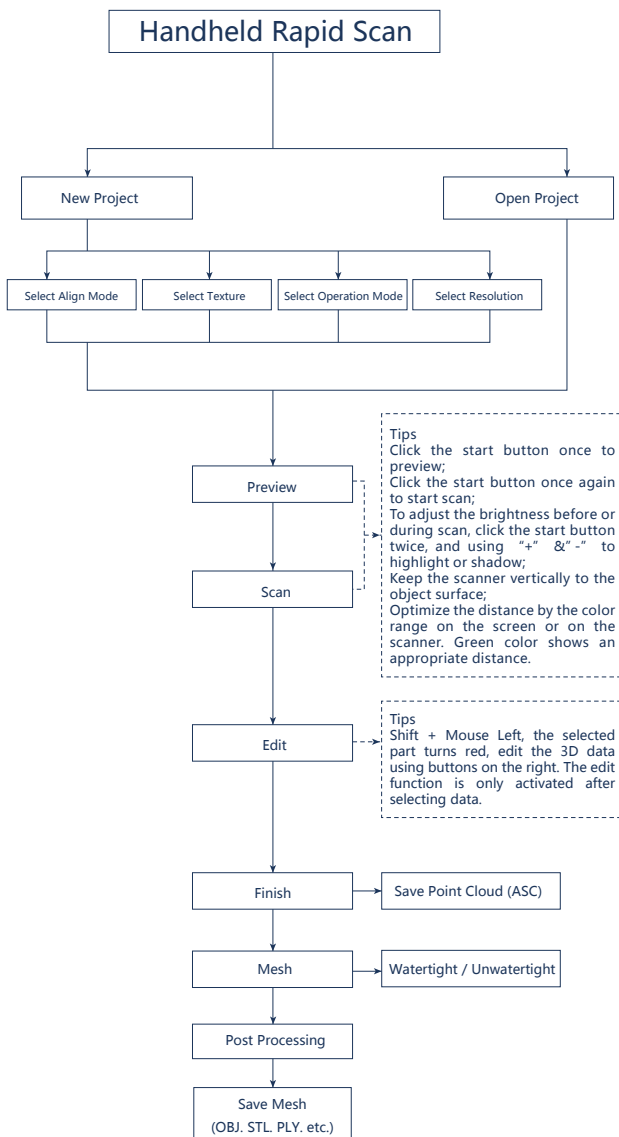 Handheld Rapid Scan
New Project
Open Project
Select Align Mode
Select Texture
Select Operation Mode
Select Resolution
Preview
Scan
Tips
Click the start button once to
preview;
Click the start button once again
to start scan;
To adjust the brightness before or
during scan, click the start button
twice, and using “+” &“ -” to
highlight or shadow;
Keep the scanner vertically to the
object surface;
Optimize the distance by the color
range on the screen or on the
scanner. Green color shows an
appropriate distance.
Edit
Tips
Shift + Mouse Left, the selected
part turns red, edit the 3D data
using buttons on the right. The edit
function is only activated after
selecting data.
Finish
Save Point Cloud (ASC)
Mesh
Watertight / Unwatertight
Post Processing
Save Mesh
(OBJ. STL. PLY. etc.)